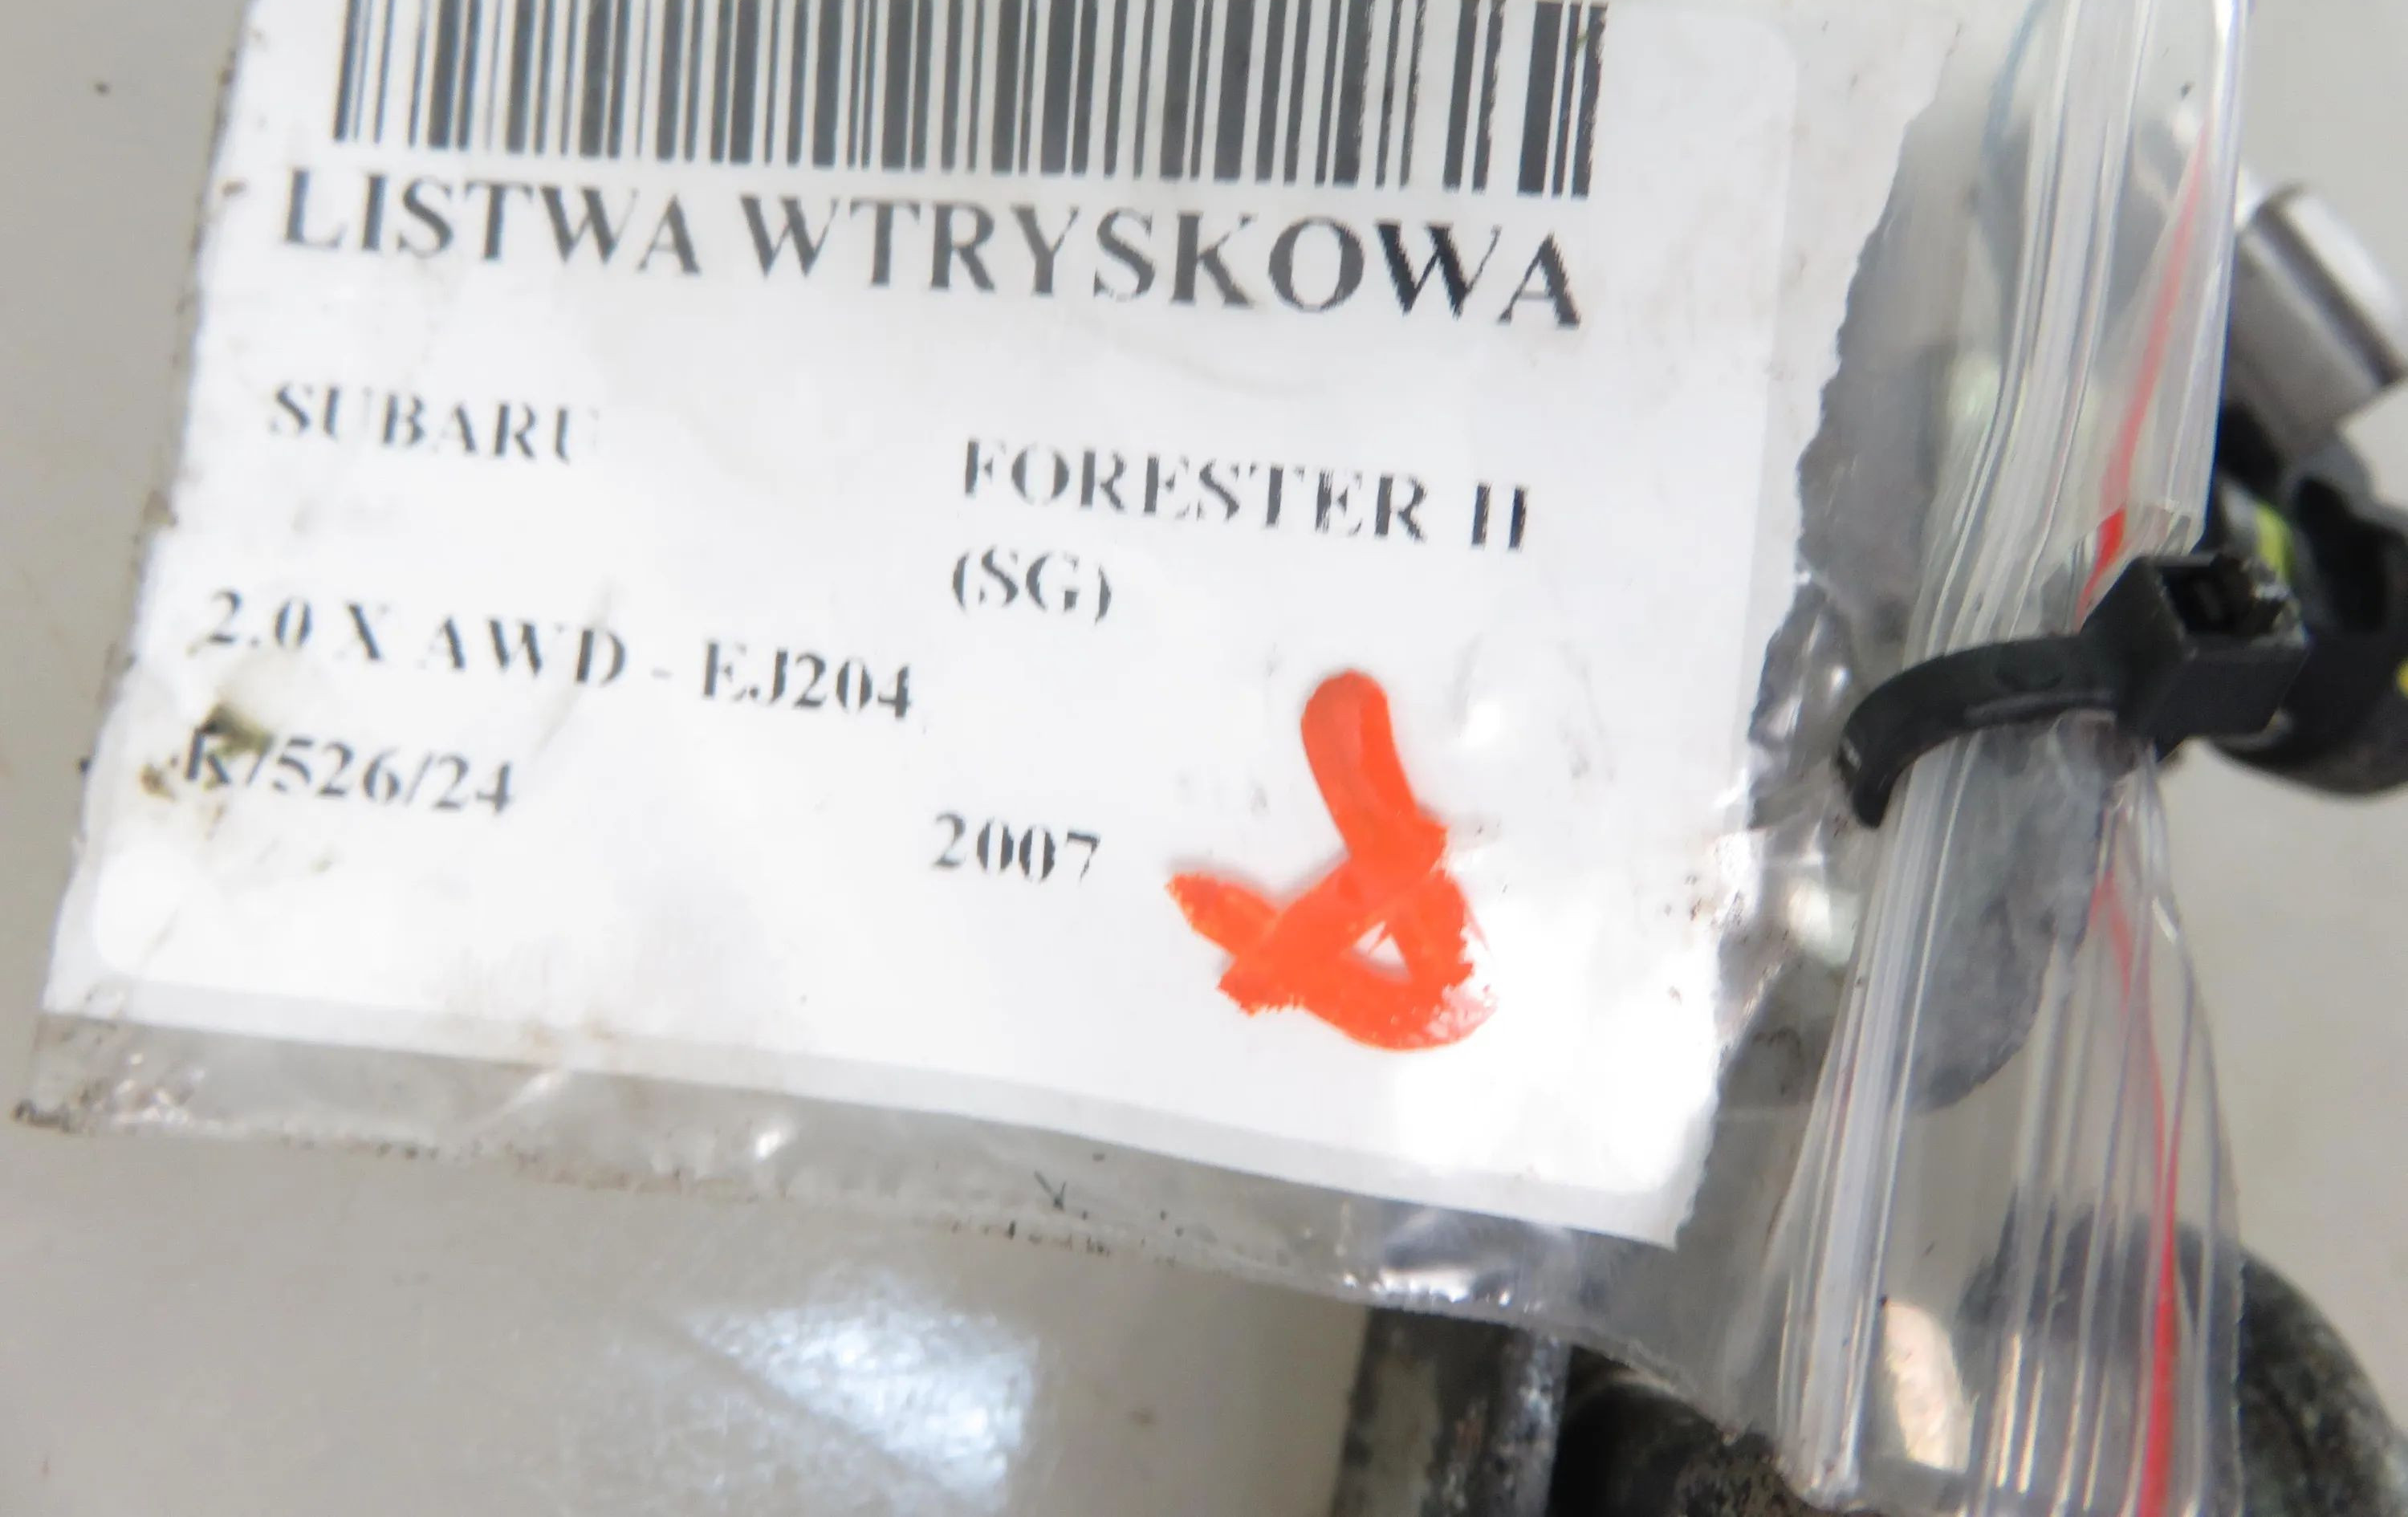 LISTWA WTRYSKOWA
SUBARU
FORESTER II
(SG)
2.0 X AWD - EJ204
K/526/24
2007